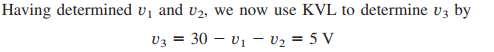 Having determined v₁ and v₂, we now use KVL to determine v₃ by
v₃ = 30 − v₁ − v₂ = 5 V